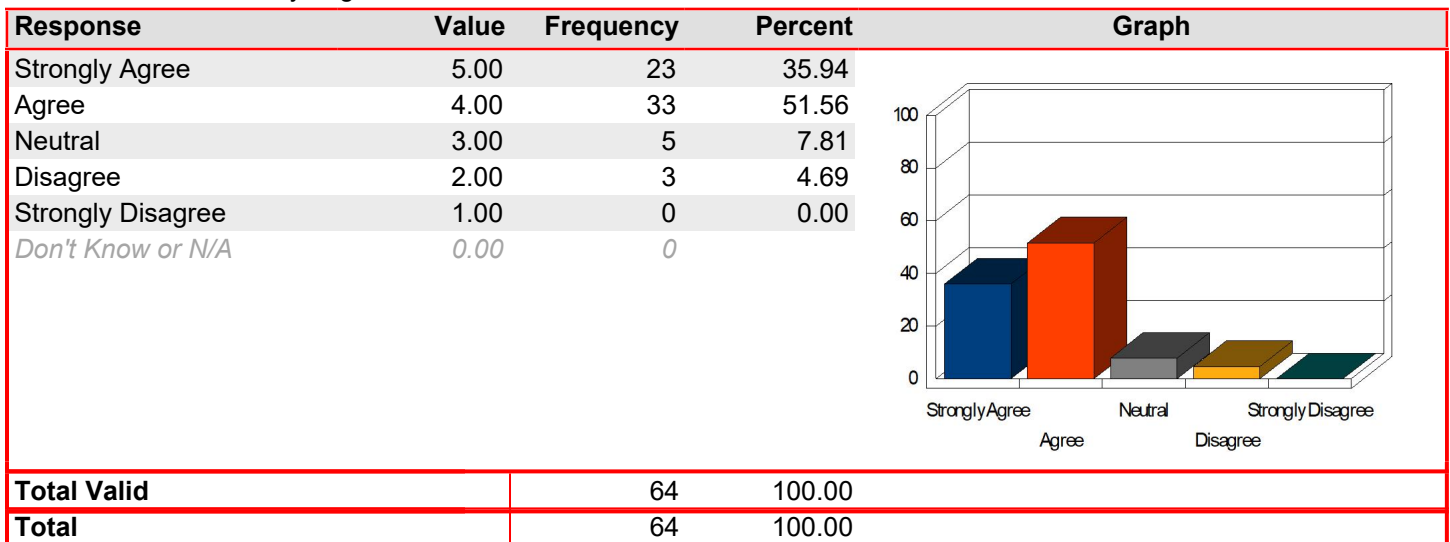 Response Value Frequency Percent Graph
Strongly Agree 5.00 23 35.94
Agree 4.00 33 51.56
Neutral 3.00 5 7.81
Disagree 2.00 3 4.69
Strongly Disagree 1.00 0 0.00
Don't Know or N/A 0.00 0
100
80
60
40
20
0
Strongly Agree Neutral Strongly Disagree
Agree Disagree
Total Valid 64 100.00
Total 64 100.00